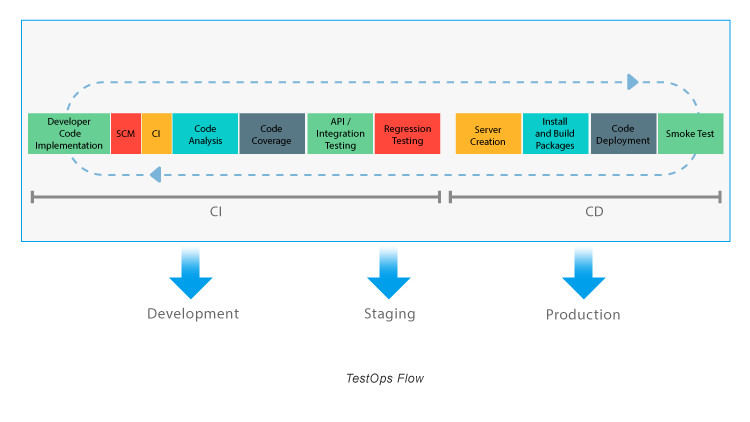 Developer
Code
Implementation
SCM
CI
Code
Analysis
Code
Coverage
API /
Integration
Testing
Regression
Testing
Server
Creation
Install
and Build
Packages
Code
Deployment
Smoke Test
CI
CD
Development
Staging
Production
TestOps Flow